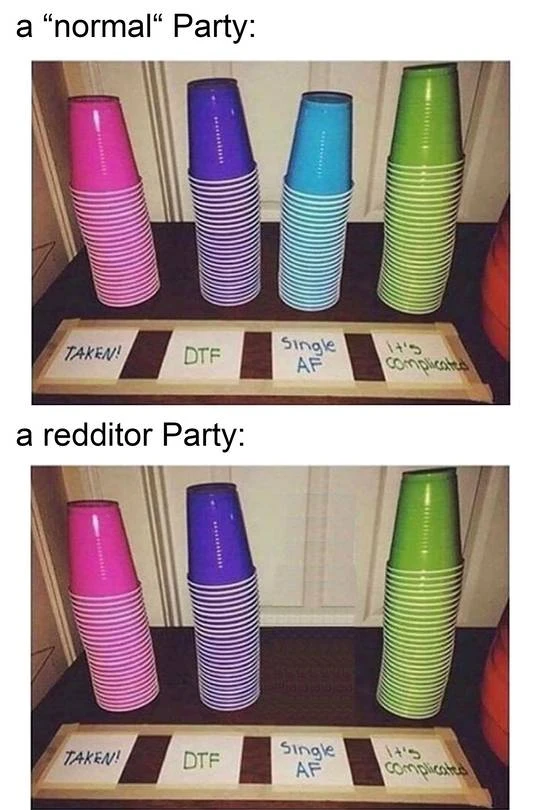 a “normal“ Party:
TAKEN!
DTF
Single
AF
It's
complicated
a redditor Party:
TAKEN!
DTF
Single
AF
It's
complicated